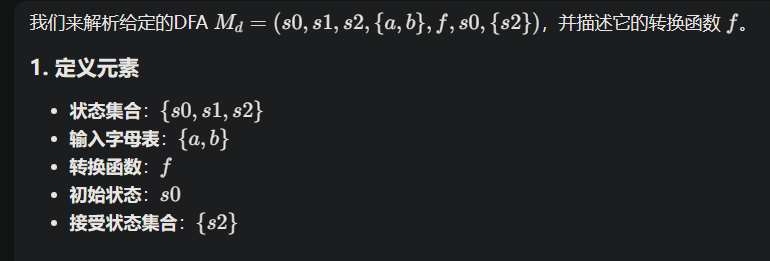 我们来解析给定的DFA $M_d = (s0, s1, s2, \{a, b\}, f, s0, \{s2\})$，并描述它的转换函数 $f$。
1. 定义元素
• 状态集合：$\{s0, s1, s2\}$
• 输入字母表：$\{a, b\}$
• 转换函数：$f$
• 初始状态：$s0$
• 接受状态集合：$\{s2\}$